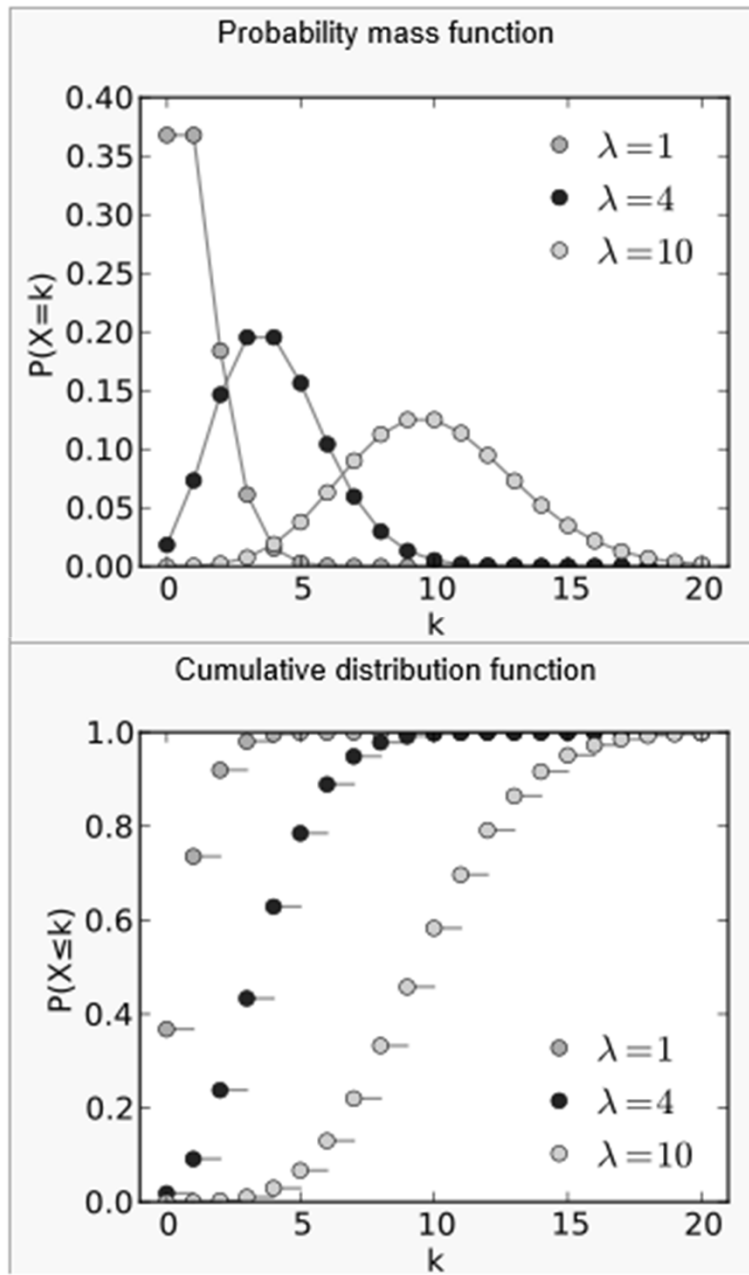 Probability mass function
0.40
0.35
0.30
0.25
0.20
0.15
0.10
0.05
0.00
P(X=k)
λ=1
λ=4
λ=10
0 5 10 15 20
k
Cumulative distribution function
1.0
0.8
0.6
0.4
0.2
0.0
P(X≤k)
λ=1
λ=4
λ=10
0 5 10 15 20
k